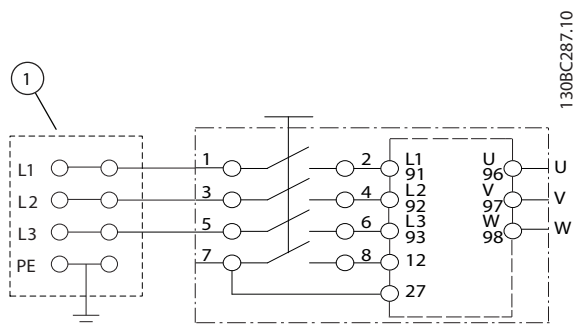 130BC287.10
1
L1 1 2 L1 U U
91 96
L2 3 4 L2 V V
92 97
L3 5 6 L3 W W
93 98
PE 7 8 12
27